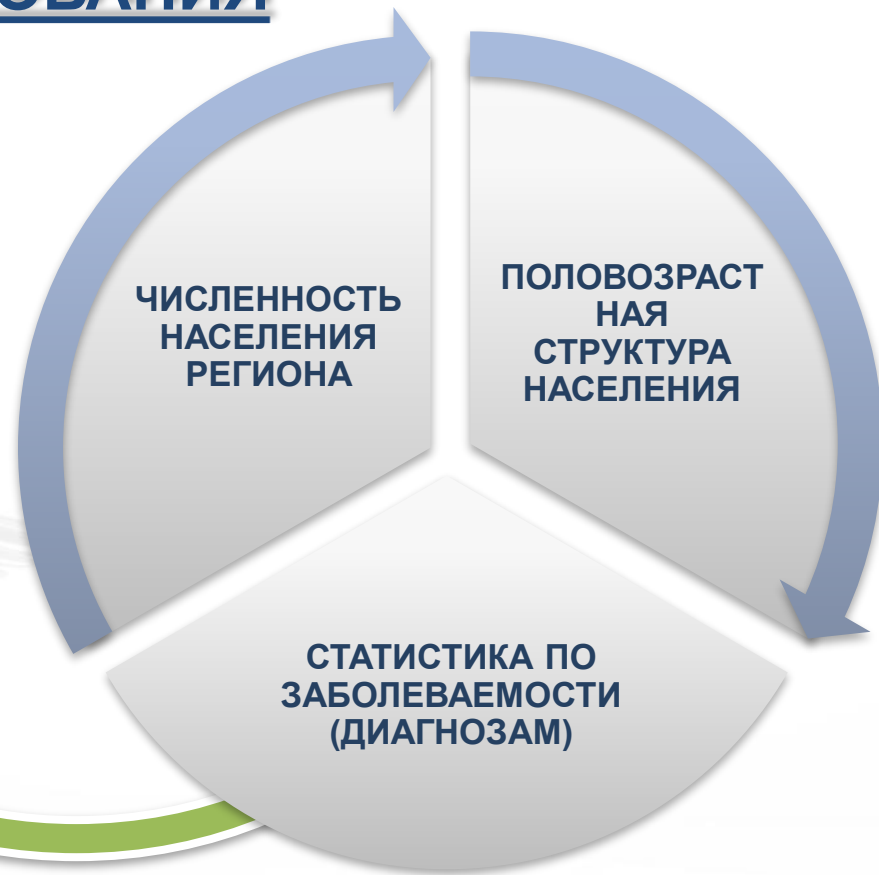 ЧИСЛЕННОСТЬ
НАСЕЛЕНИЯ
РЕГИОНА
ПОЛОВОЗРАСТ
НАЯ
СТРУКТУРА
НАСЕЛЕНИЯ
СТАТИСТИКА ПО
ЗАБОЛЕВАЕМОСТИ
(ДИАГНОЗАМ)